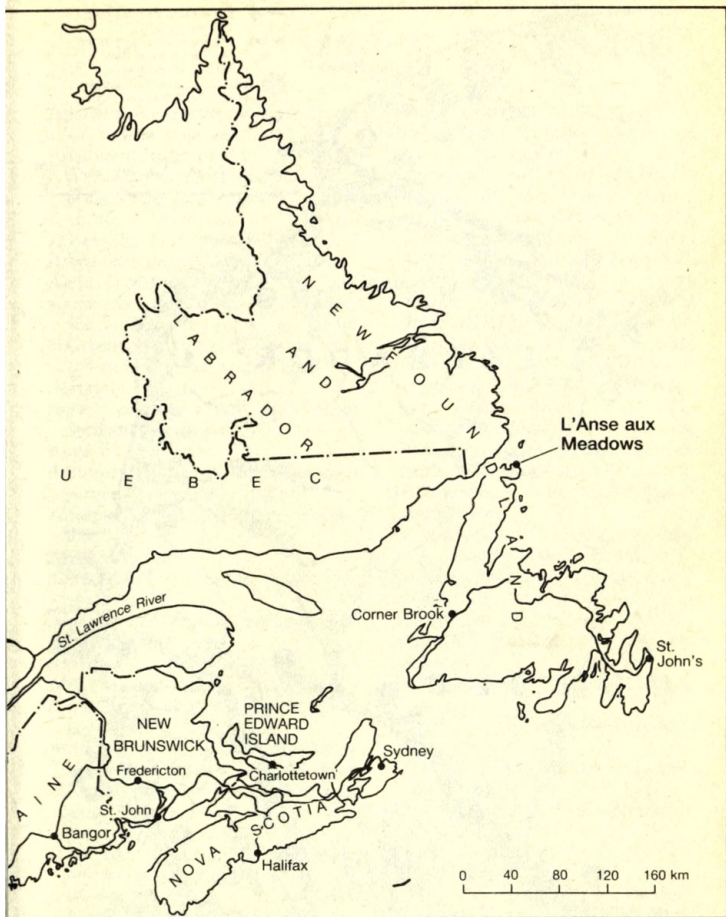 NEWFOUNDLAND
AND
LABRADOR
L'Anse aux
Meadows
U E B E C
St. Lawrence River
Corner Brook
St.
John's
NEW
BRUNSWICK
PRINCE
EDWARD
ISLAND
Sydney
Fredericton
Charlottetown
AINE
St. John
Bangor
NOVA SCOTIA
Halifax
0 40 80 120 160 km